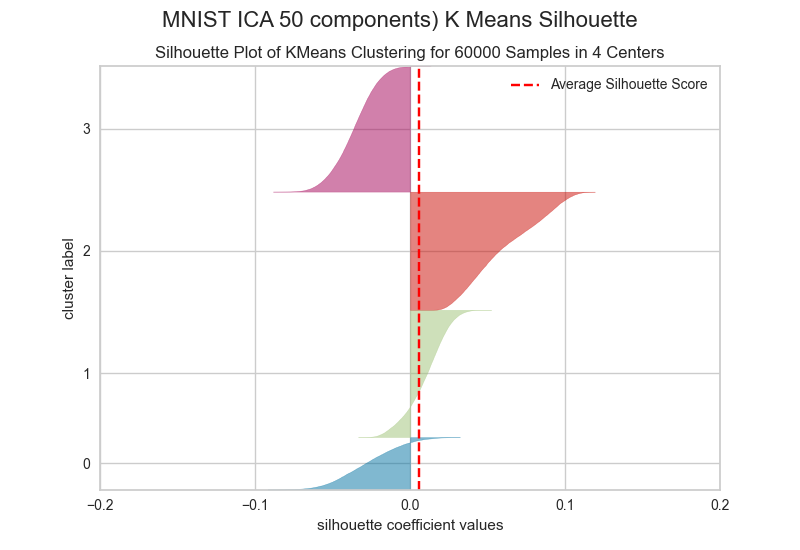 MNIST ICA 50 components) K Means Silhouette
Silhouette Plot of KMeans Clustering for 60000 Samples in 4 Centers
Average Silhouette Score
3
2
1
0
cluster label
−0.2 −0.1 0.0 0.1 0.2
silhouette coefficient values